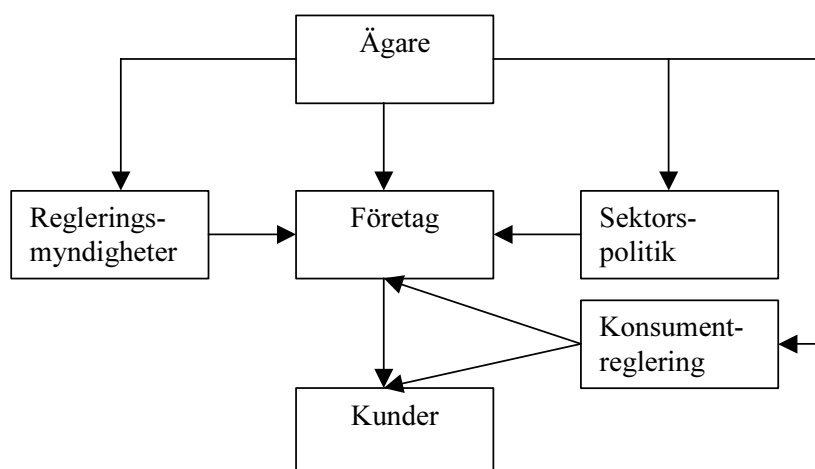 Ägare
Reglerings-
myndigheter
Företag
Sektors-
politik
Konsument-
reglering
Kunder